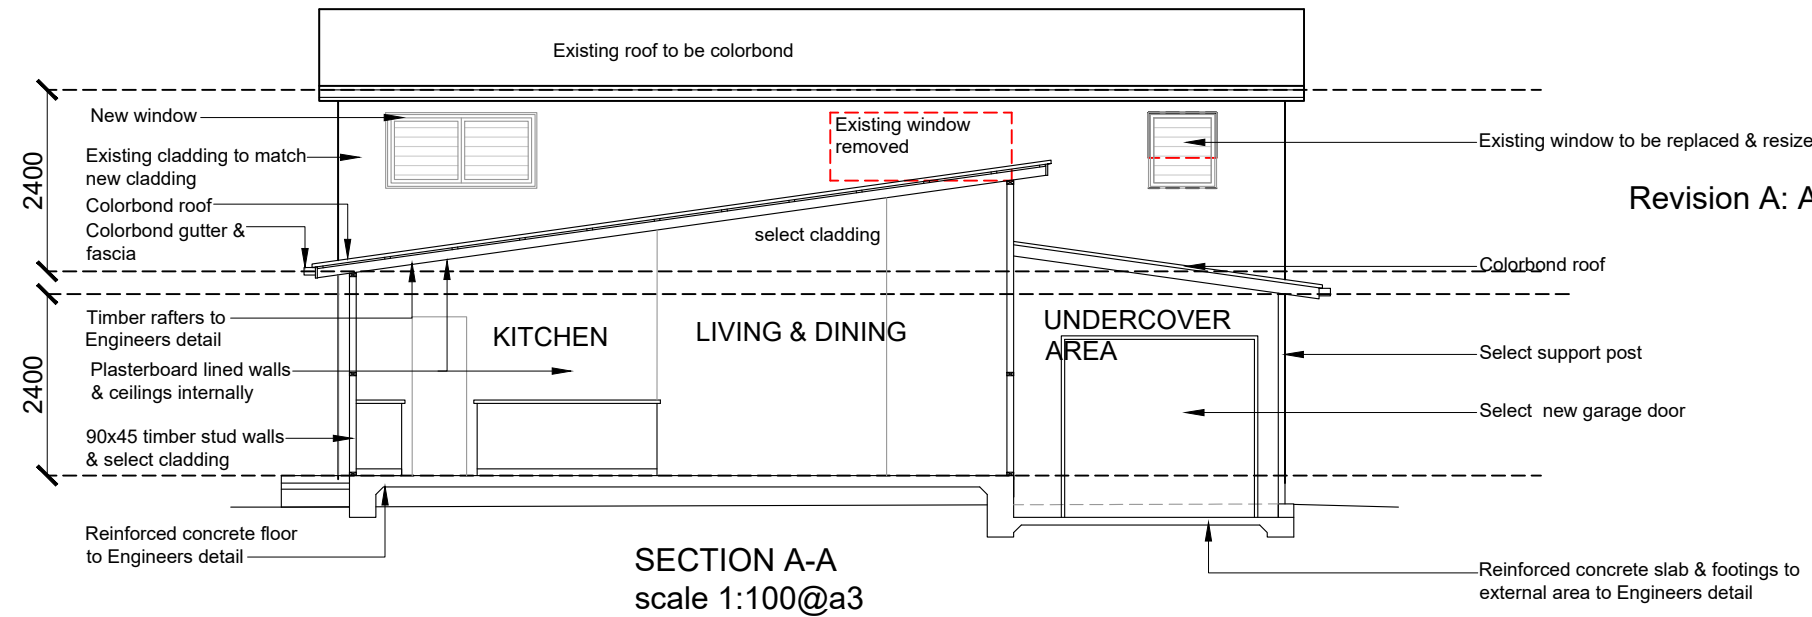 Existing roof to be colorbond
New window
Existing cladding to match
new cladding
Colorbond roof
Colorbond gutter &
fascia
2400
Existing window
removed
Existing window to be replaced & resize
Revision A: A
select cladding
Colorbond roof
Timber rafters to
Engineers detail
KITCHEN
LIVING & DINING
UNDERCOVER
AREA
Select support post
2400
Plasterboard lined walls
& ceilings internally
Select new garage door
90x45 timber stud walls
& select cladding
Reinforced concrete floor
to Engineers detail
SECTION A-A
scale 1:100@a3
Reinforced concrete slab & footings to
external area to Engineers detail